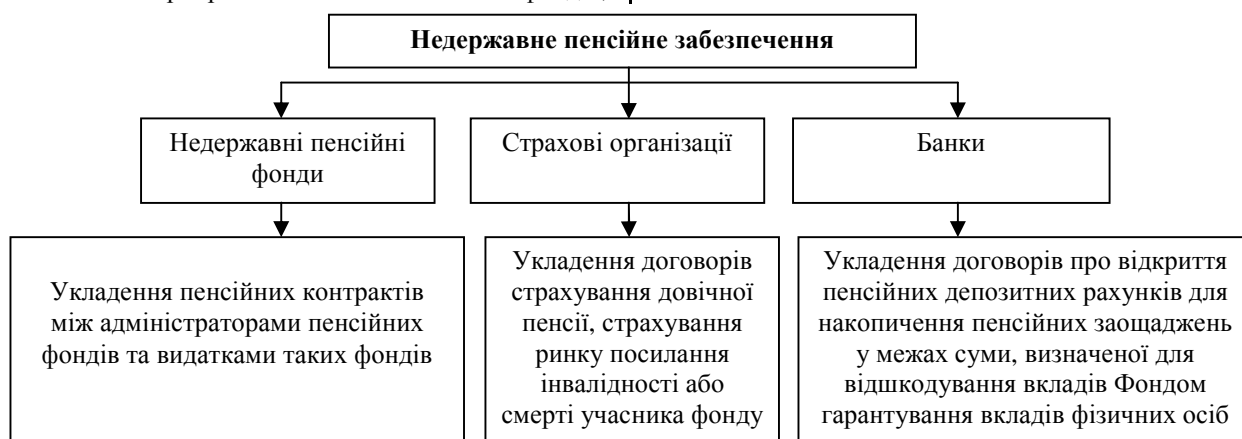 Недержавне пенсійне забезпечення
Недержавні пенсійні
фонди
Страхові організації
Банки
Укладення пенсійних контрактів
між адміністраторами пенсійних
фондів та видатками таких фондів
Укладення договорів
страхування довічної
пенсії, страхування
ринку посилання
інвалідності або
смерті учасника фонду
Укладення договорів про відкриття
пенсійних депозитних рахунків для
накопичення пенсійних заощаджень
у межах суми, визначеної для
відшкодування вкладів Фондом
гарантування вкладів фізичних осіб